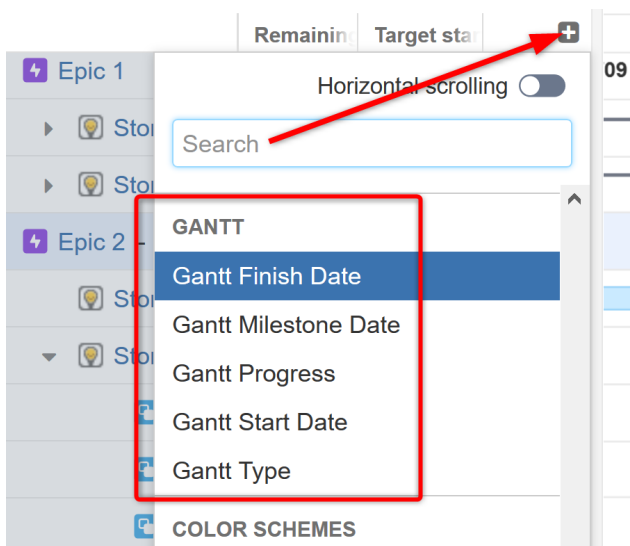 Remainin
Target star
Epic 1
Horizontal scrolling
09
Stor
Search
Stor
GANTT
Epic 2 -
Gantt Finish Date
Stor
Gantt Milestone Date
Stor
Gantt Progress
Gantt Start Date
Gantt Type
COLOR SCHEMES